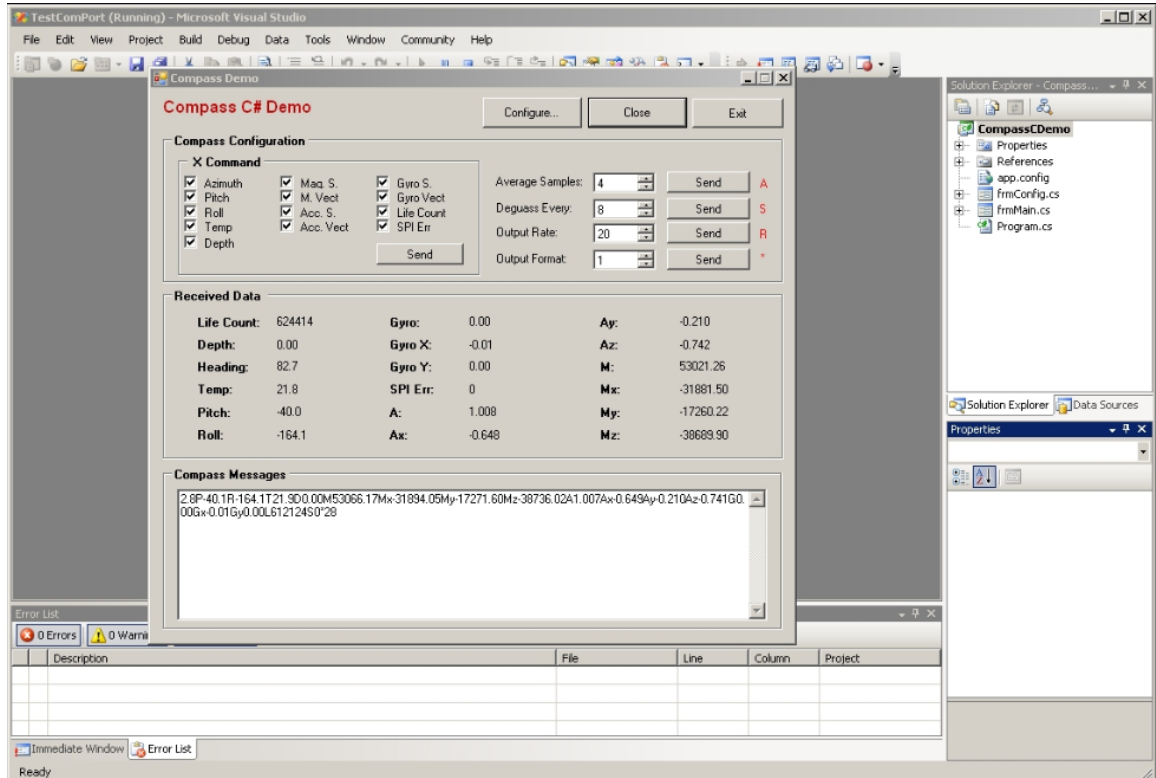 TestComPort (Running) - Microsoft Visual Studio
File Edit View Project Build Debug Data Tools Window Community Help
Compass Demo
Compass C# Demo
Configure... Close Exit
Compass Configuration
X Command
Azimuth Mag. S. Gyro S.
Pitch M. Vect Gyro Vect
Roll Acc. S. Life Count
Temp Acc. Vect SPI Err
Depth
Send
Average Samples: 4 Send A
Deguass Every: 8 Send S
Output Rate: 20 Send R
Output Format: 1 Send *
Received Data
Life Count: 624414 Gyro: 0.00 Ay: -0.210
Depth: 0.00 Gyro X: -0.01 Az: -0.742
Heading: 82.7 Gyro Y: 0.00 M: 53021.26
Temp: 21.8 SPI Err: 0 Mx: -31881.50
Pitch: -40.0 A: 1.008 My: -17260.22
Roll: -164.1 Ax: -0.648 Mz: -38689.90
Compass Messages
2.8P-40.1R-164.1T21.9D0.00M53066.17Mx-31894.05My-17271.60Mz-38736.02A1.007Ax-0.649Ay-0.210Az-0.741G0.
00Gx-0.01Gy0.00L612124S0*28
Solution Explorer - Compass...
CompassCDemo
Properties
References
app.config
frmConfig.cs
frmMain.cs
Program.cs
Solution Explorer Data Sources
Properties
Error List
0 Errors 0 Warni
Description File Line Column Project
Immediate Window Error List
Ready